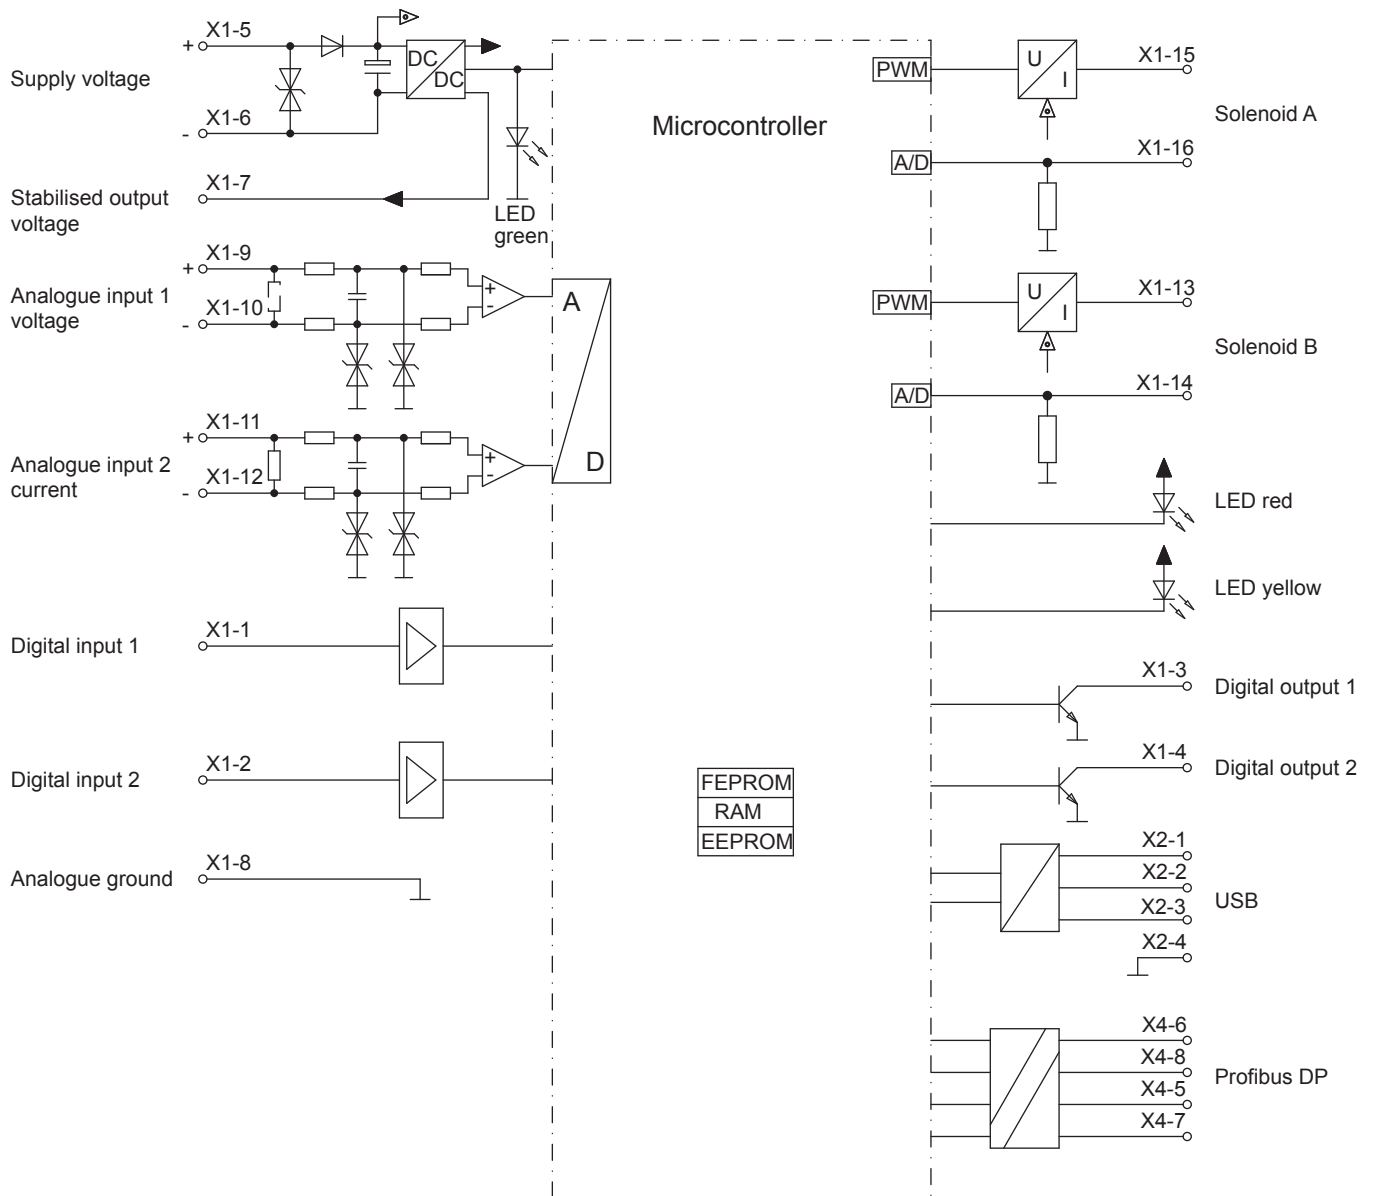 X1-5
+
DC
DC
Supply voltage
X1-6
-
X1-7
Stabilised output
voltage
LED
green
X1-9
+
Analogue input 1
voltage
X1-10
-
+
-
X1-11
+
Analogue input 2
current
X1-12
-
+
-
A
D
Digital input 1
X1-1
Digital input 2
X1-2
Analogue ground
X1-8
Microcontroller
FEPROM
RAM
EEPROM
PWM
U
I
X1-15
Solenoid A
A/D
X1-16
PWM
U
I
X1-13
Solenoid B
A/D
X1-14
LED red
LED yellow
X1-3
Digital output 1
X1-4
Digital output 2
X2-1
X2-2
USB
X2-3
X2-4
X4-6
X4-8
Profibus DP
X4-5
X4-7